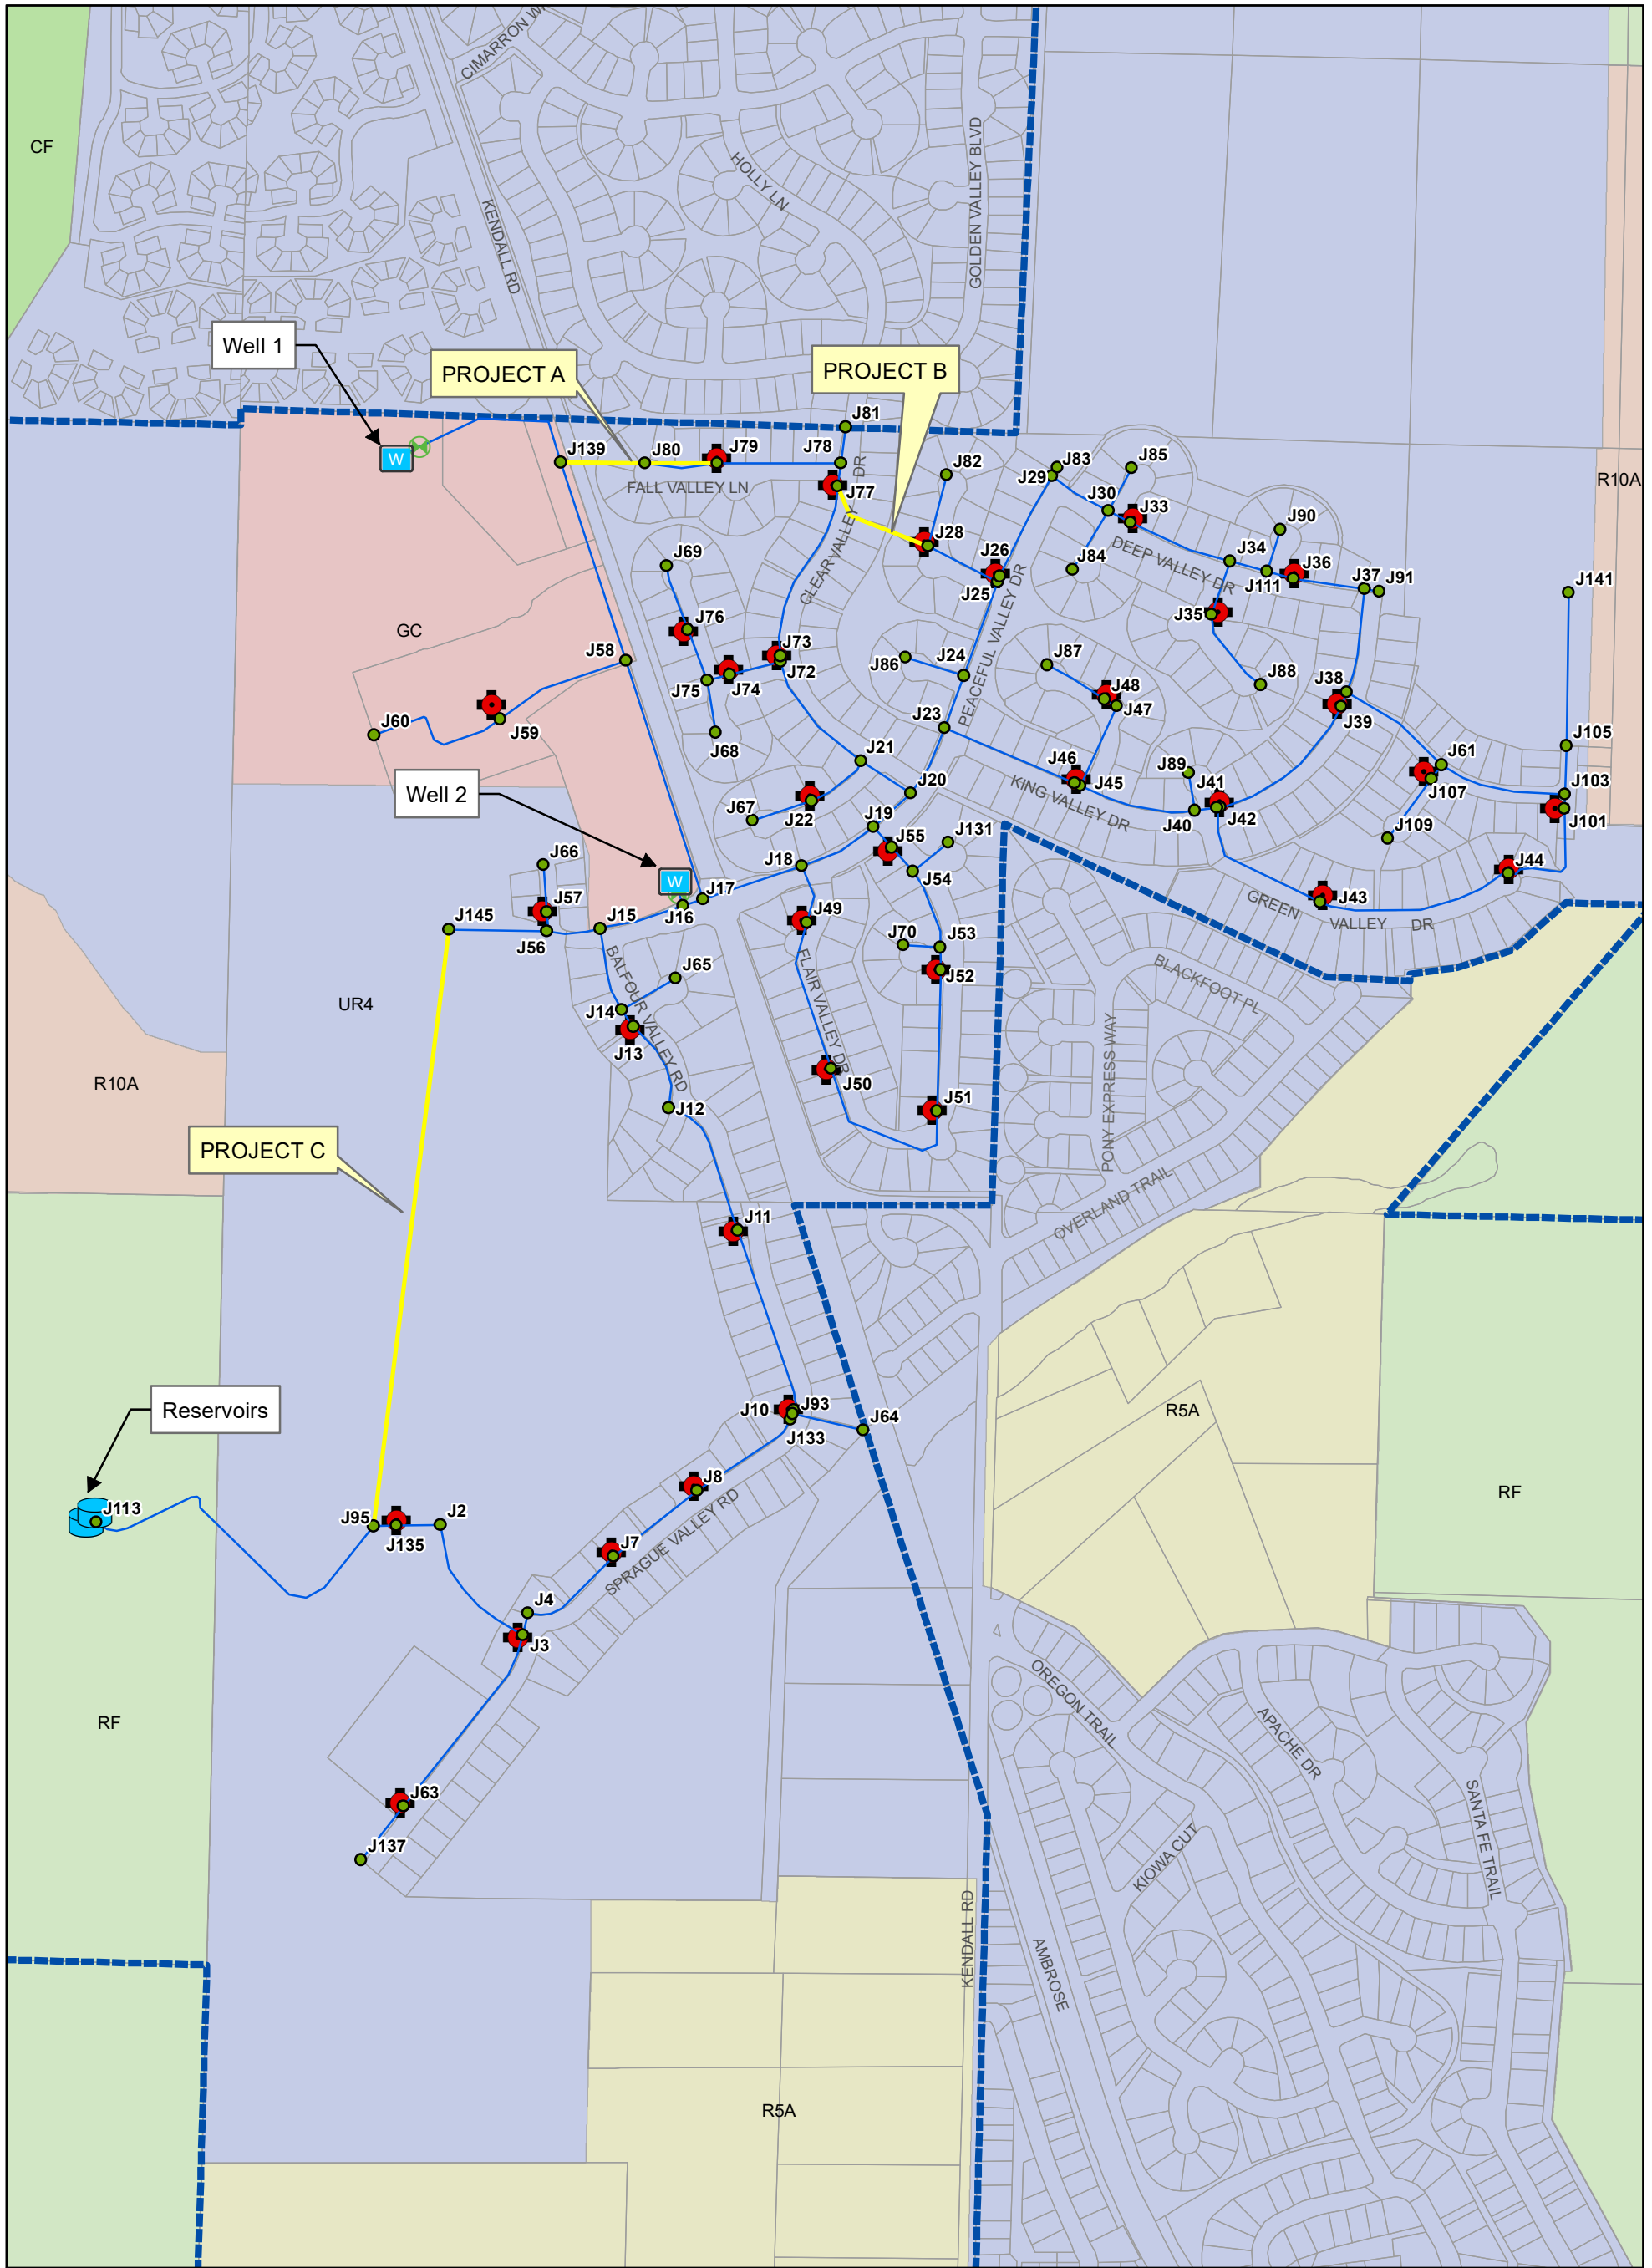 CIMARRON W
CF
HOLLY LN
GOLDEN VALLEY BLVD
KENDALL RD
Well 1
PROJECT A
PROJECT B
J81
W
J139
J80
J79
J78
DR
J82
J83
J85
J29
R10A
FALL VALLEY LN
J77
J30
J33
J90
J28
J69
J26
J84
DEEP VALLEY DR
J34
J36
J37
J91
J141
CLEARVALLEY
J25
J111
J35
GC
J76
J73
J58
J86
J24
PEACEFUL VALLEY DR
J87
J72
J75
J74
J48
J88
J38
J60
J59
J47
J39
J23
J68
J21
J105
J46
J89
J61
Well 2
J20
J45
J41
J103
KING VALLEY DR
J107
J67
J22
J19
J40
J42
J101
J55
J131
J109
J66
J18
J44
W
J17
J54
J57
J16
J43
J145
J15
J49
GREEN VALLEY DR
J56
J70
J53
J65
BALFOUR VALLEY RD
FLAIR VALLEY DR
J52
BLACKFOOT PL
UR4
J14
J13
PONY EXPRESS WAY
R10A
J50
J51
J12
PROJECT C
OVERLAND TRAIL
J11
R5A
J10
J93
J64
Reservoirs
J133
J8
RF
J113
J95
J2
J135
SPRAGUE VALLEY RD
J7
J4
J3
OREGON TRAIL
RF
APACHE DR
J63
SANTA FE TRAIL
J137
KIOWA CUT
KENDALL RD
AMBROSE
R5A